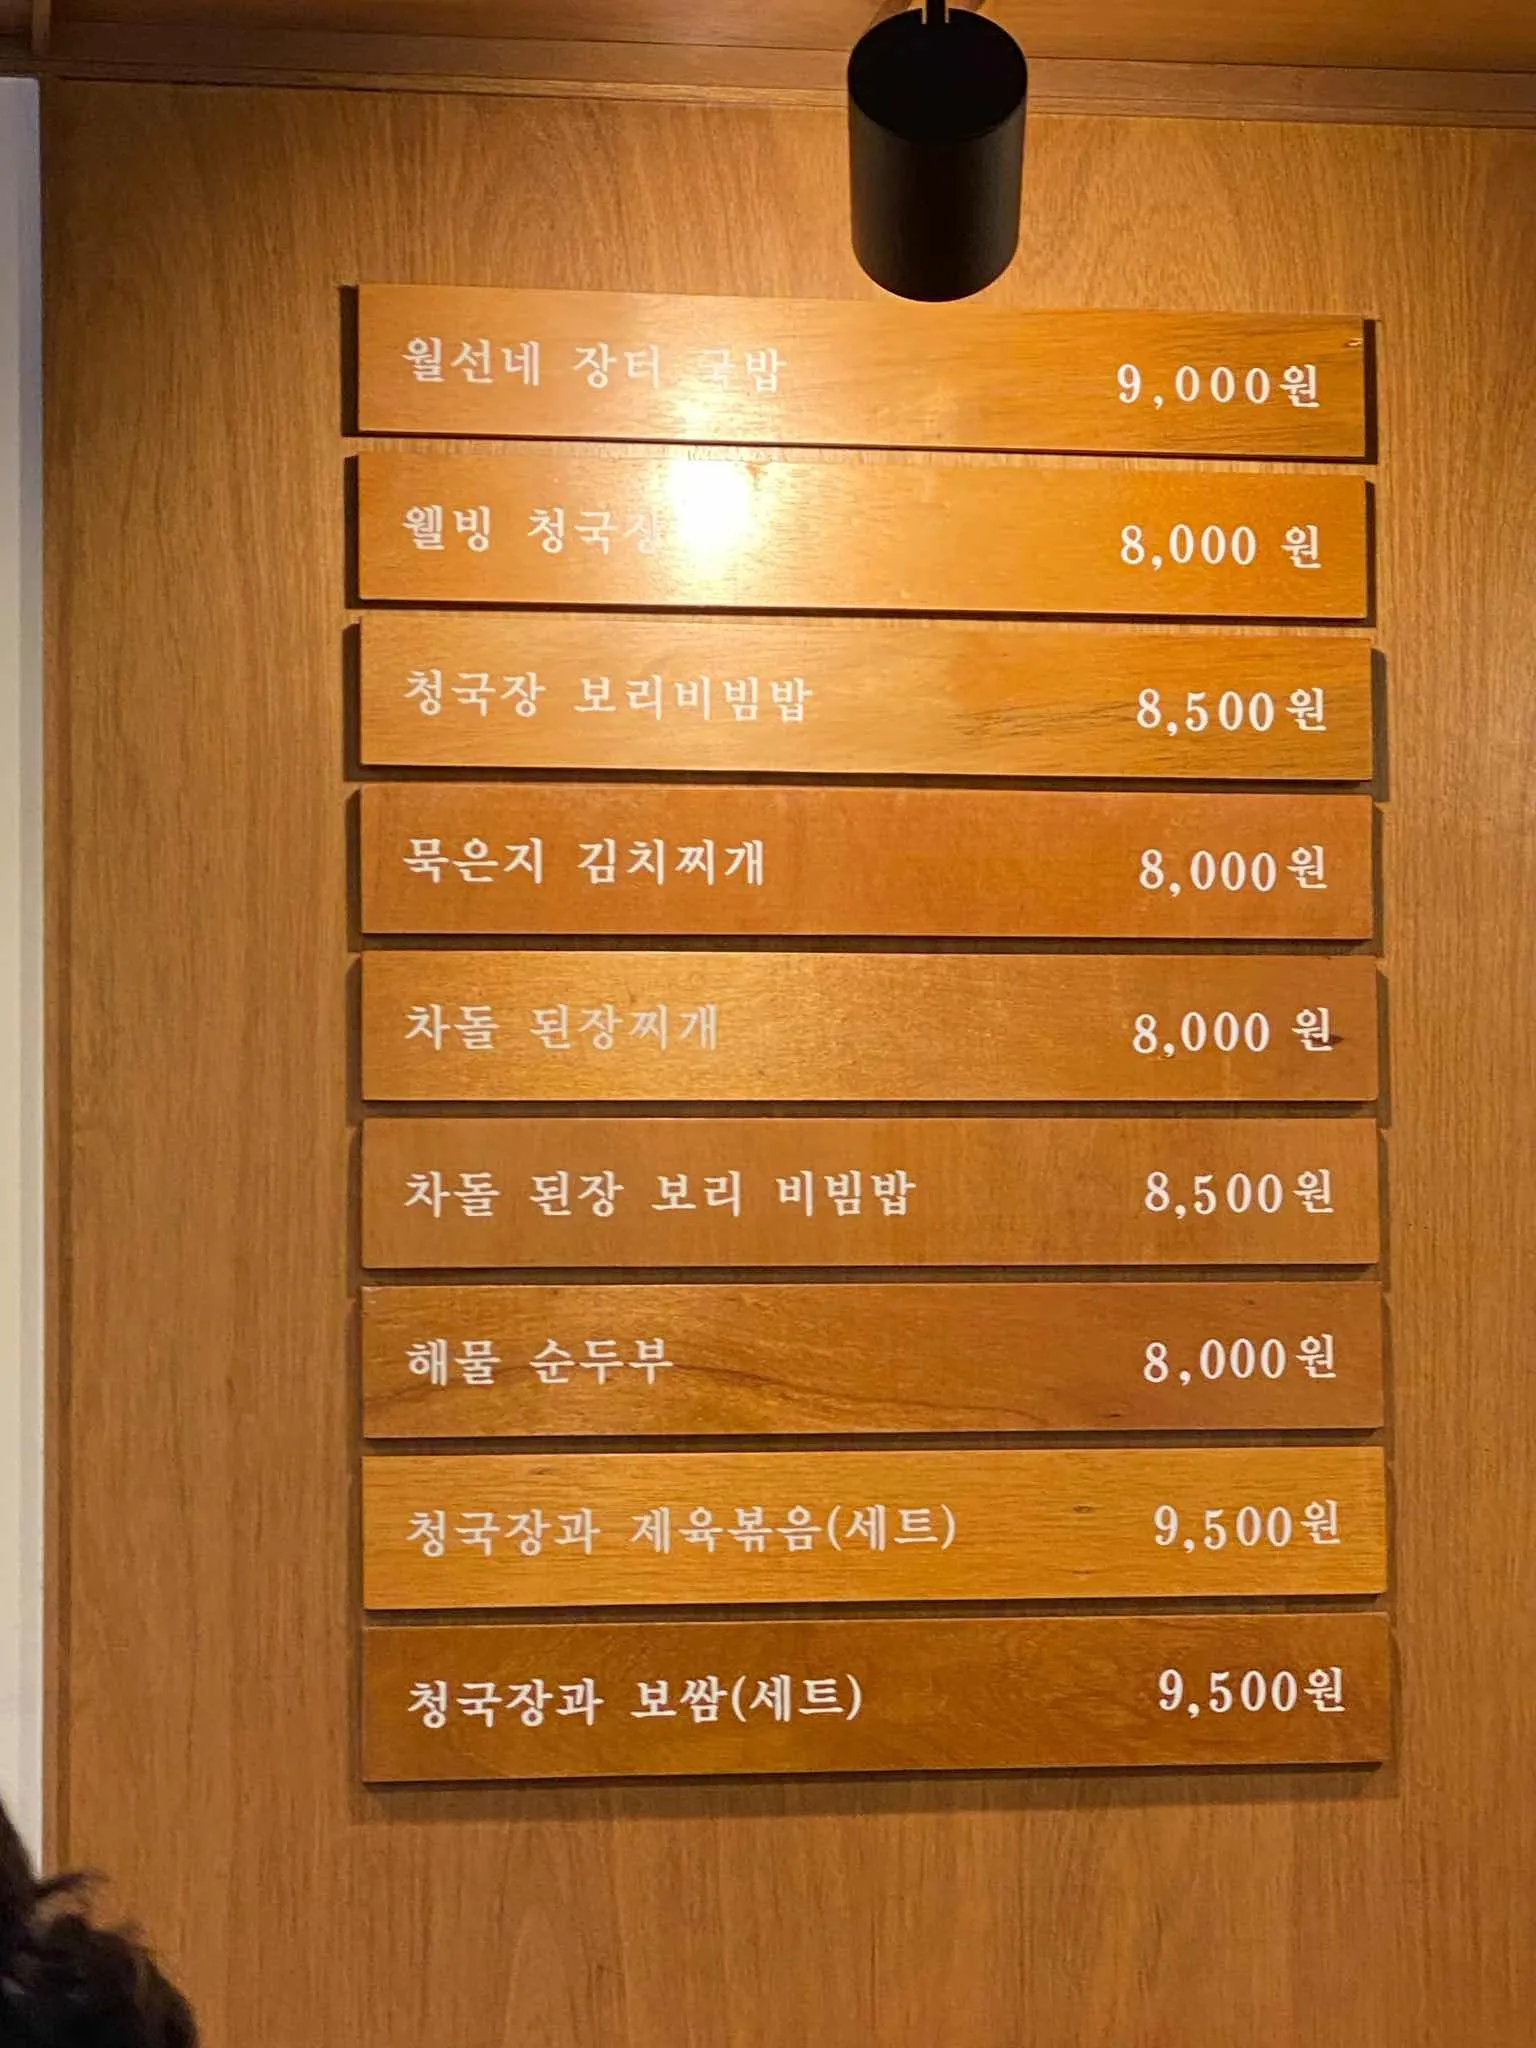 월선네 장터 국밥 9,000원
웰빙 청국장 8,000 원
청국장 보리비빔밥 8,500원
묵은지 김치찌개 8,000원
차돌 된장찌개 8,000 원
차돌 된장 보리 비빔밥 8,500원
해물 순두부 8,000원
청국장과 제육볶음(세트) 9,500원
청국장과 보쌈(세트) 9,500원